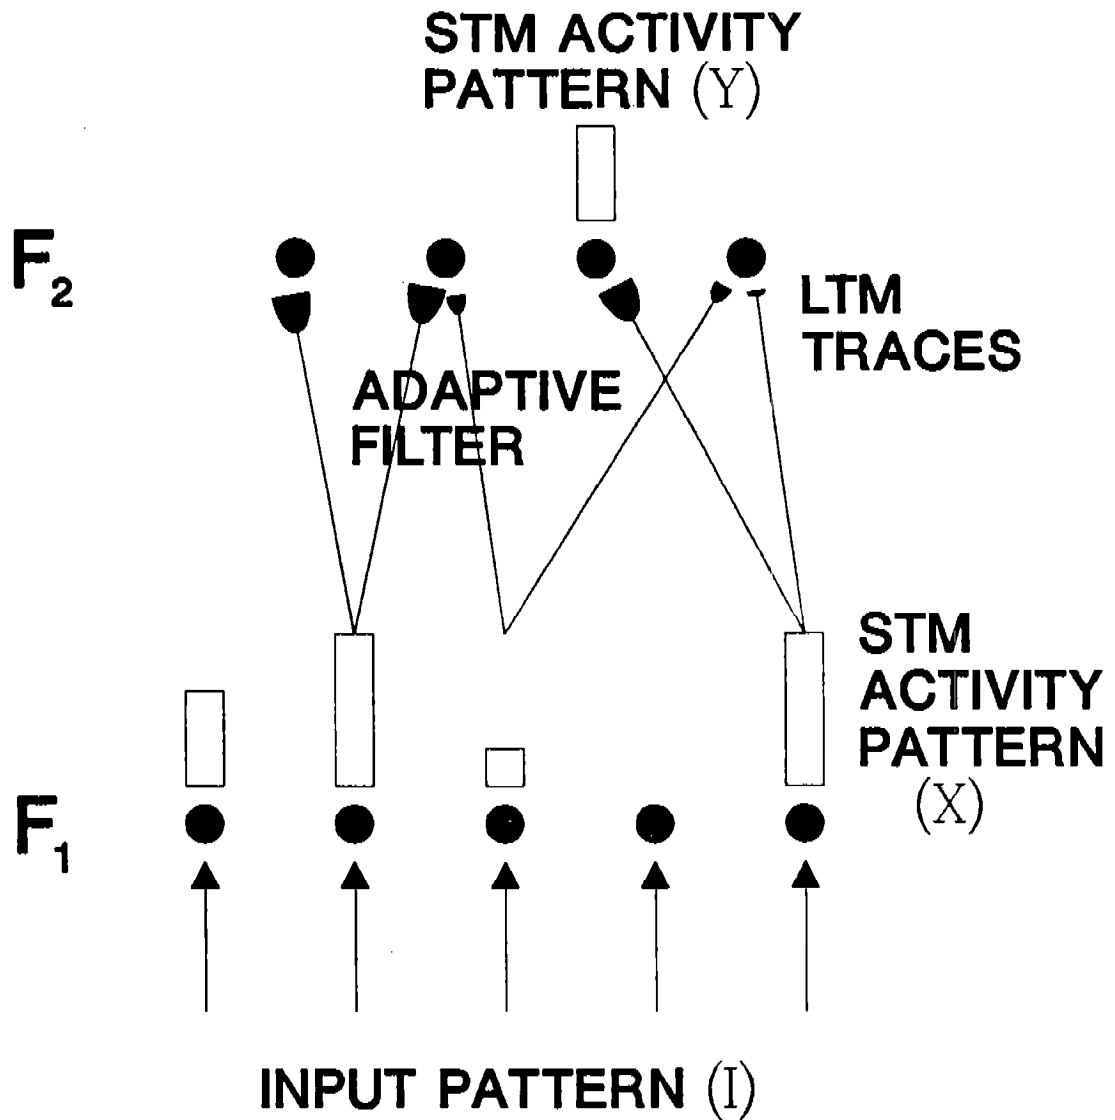 STM ACTIVITY
PATTERN (Y)
F2
LTM
TRACES
ADAPTIVE
FILTER
STM
ACTIVITY
PATTERN
(X)
F1
INPUT PATTERN (I)